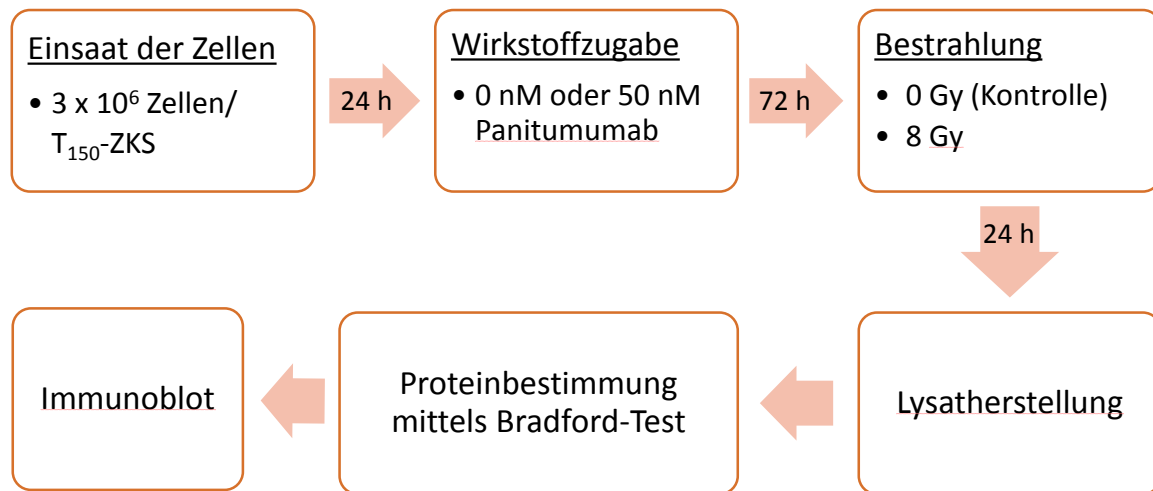 Einsaat der Zellen
• 3 x 10⁶ Zellen/
T₁₅₀-ZKS
24 h
Wirkstoffzugabe
• 0 nM oder 50 nM
Panitumumab
72 h
Bestrahlung
• 0 Gy (Kontrolle)
• 8 Gy
24 h
Lysatherstellung
Proteinbestimmung
mittels Bradford-Test
Immunoblot